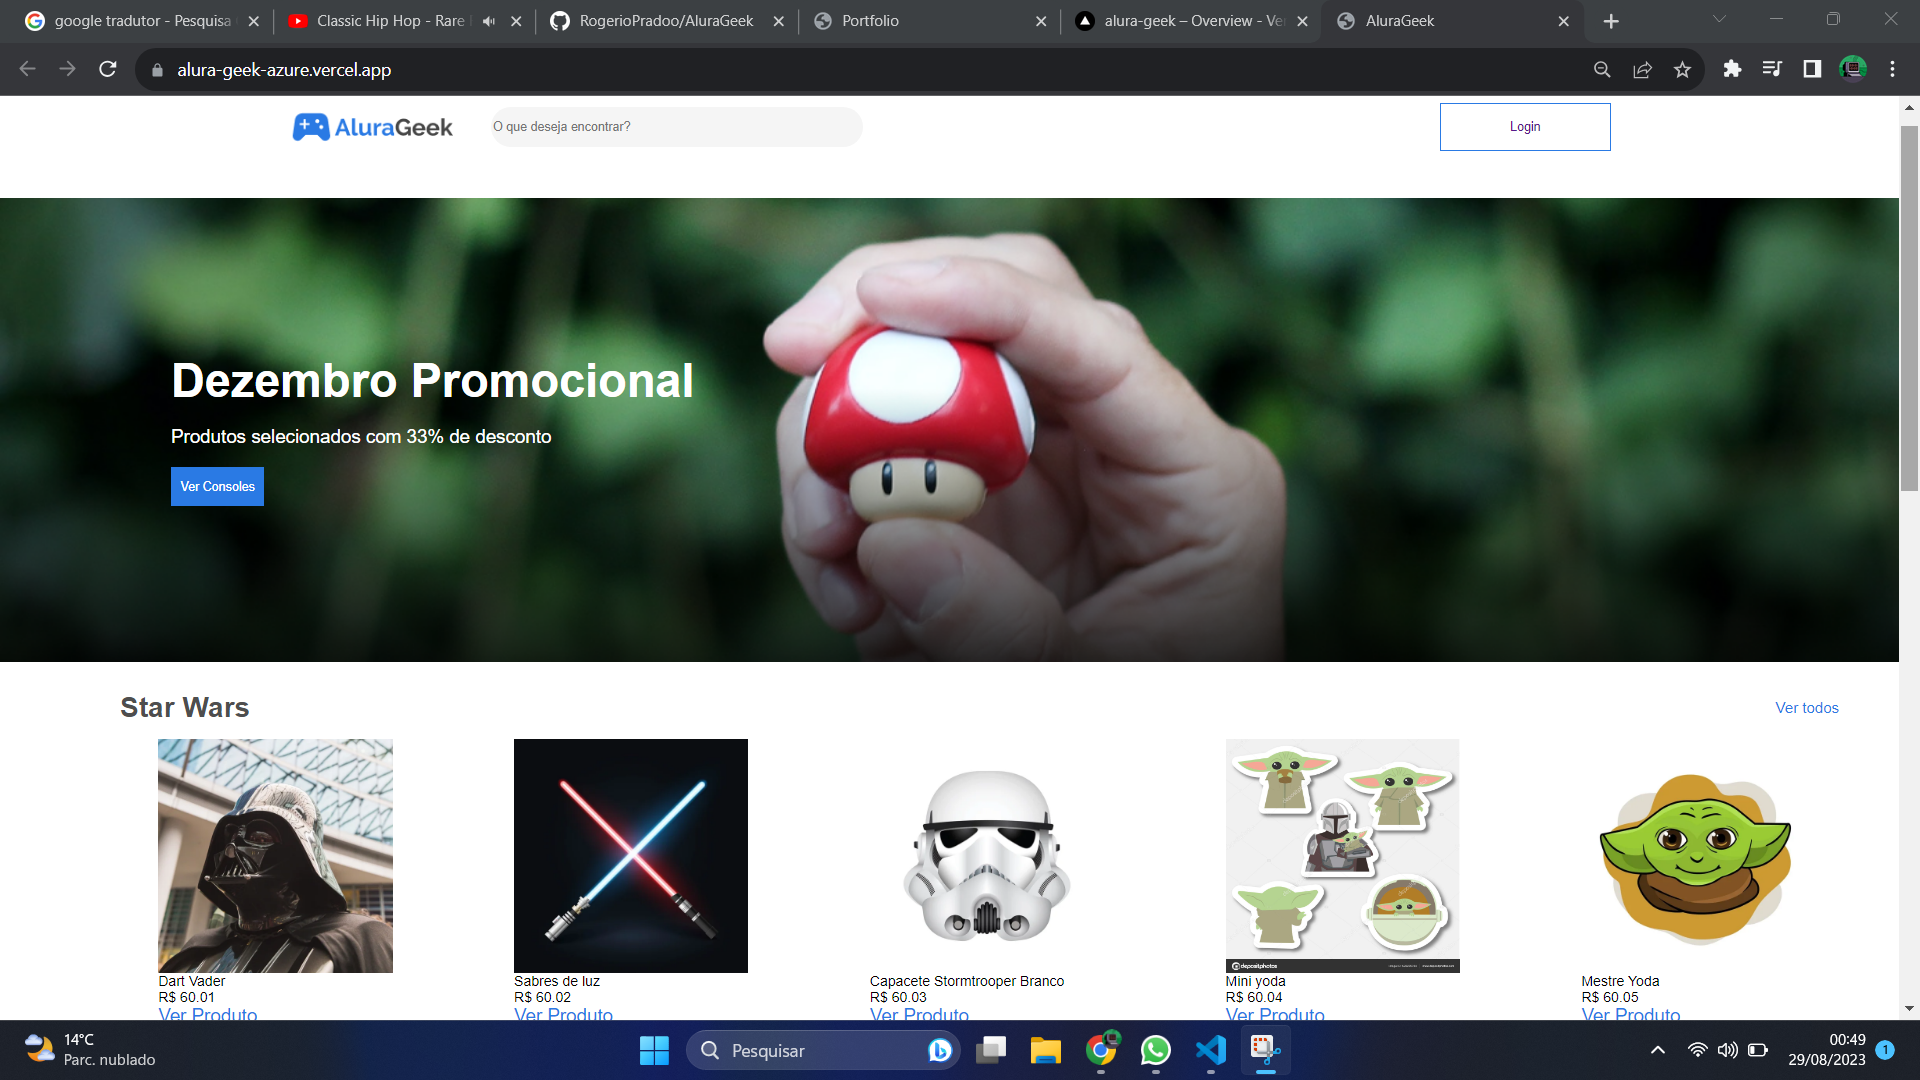 google tradutor - Pesquisa
Classic Hip Hop - Rare
RogerioPradoo/AluraGeek
Portfolio
alura-geek – Overview - Ver
AluraGeek
alura-geek-azure.vercel.app
AluraGeek
O que deseja encontrar?
Login
Dezembro Promocional
Produtos selecionados com 33% de desconto
Ver Consoles
Star Wars
Ver todos
Dart Vader
R$ 60.01
Ver Produto
Sabres de luz
R$ 60.02
Ver Produto
Capacete Stormtrooper Branco
R$ 60.03
Ver Produto
depositphotos
Mini yoda
R$ 60.04
Ver Produto
Mestre Yoda
R$ 60.05
Ver Produto
14°C
Parc. nublado
Pesquisar
00:49
29/08/2023
1